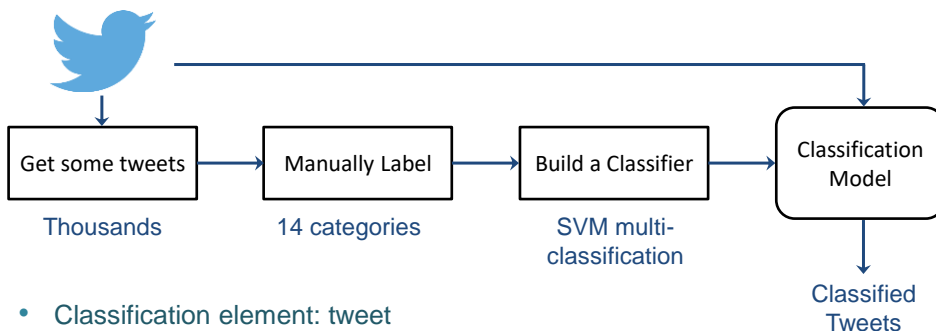 Get some tweets
Manually Label
Build a Classifier
Classification
Model
Thousands
14 categories
SVM multi-
classification
Classified
Tweets
• Classification element: tweet